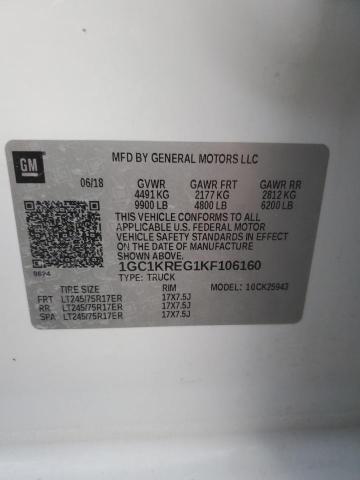 GM
MFD BY GENERAL MOTORS LLC
06/18 GVWR GAWR FRT GAWR RR
4491 KG 2177 KG 2812 KG
9900 LB 4800 LB 6200 LB
THIS VEHICLE CONFORMS TO ALL
APPLICABLE U.S. FEDERAL MOTOR
VEHICLE SAFETY STANDARDS IN
EFFECT ON THE DATE OF MANUFACTURE
SHOWN ABOVE.
1GC1KREG1KF106160
9624 TYPE: TRUCK 10CK25943
TIRE SIZE RIM
FRT LT245/75R17ER 17X7.5J
RR LT245/75R17ER 17X7.5J
SPA LT245/75R17ER 17X7.5J